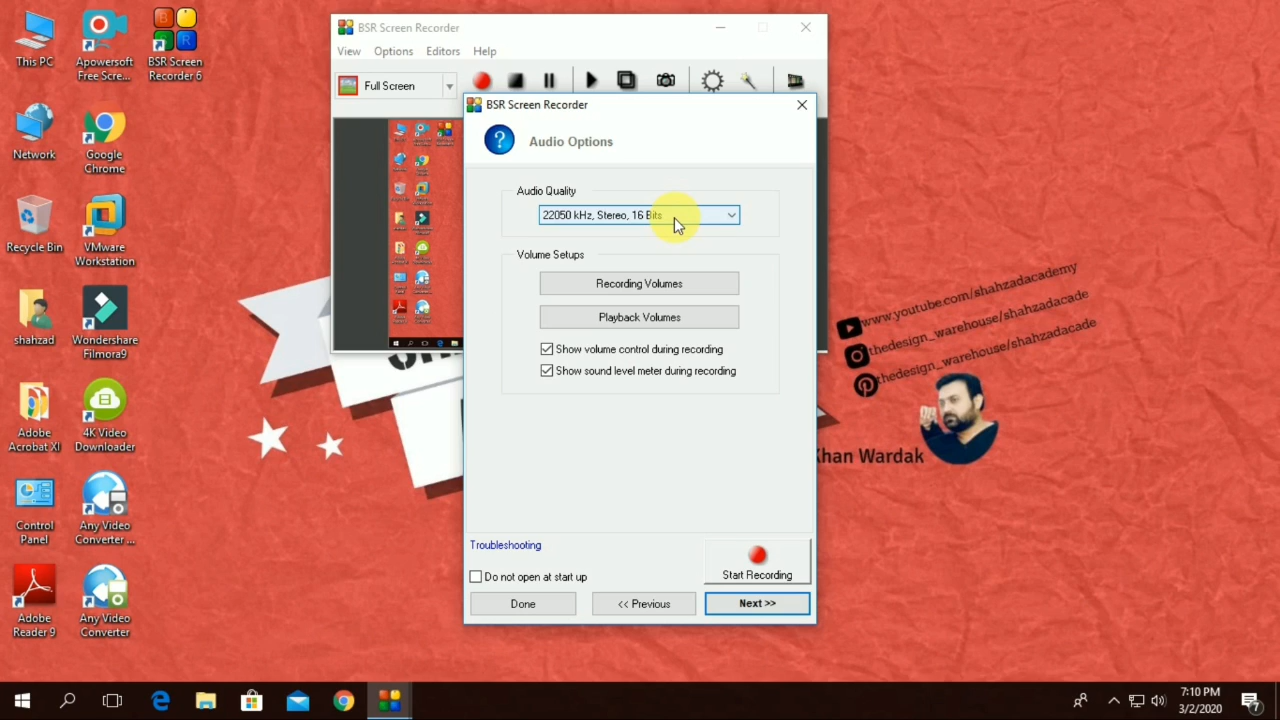 This PC
Apowersoft
Free Scre...
BSR Screen
Recorder 6
Network
Google
Chrome
Recycle Bin
VMware
Workstation
shahzad
Wondershare
Filmora9
Adobe
Acrobat XI
4K Video
Downloader
Control
Panel
Any Video
Converter ...
Adobe
Reader 9
Any Video
Converter
BSR Screen Recorder
View
Options
Editors
Help
Full Screen
BSR Screen Recorder
Audio Options
Audio Quality
22050 kHz, Stereo, 16 Bits
Volume Setups
Recording Volumes
Playback Volumes
Show volume control during recording
Show sound level meter during recording
Troubleshooting
Start Recording
Do not open at start up
Done
<< Previous
Next >>
www.youtube.com/shahzadacademy
thedesign_warehouse/shahzadacade
thedesign_warehouse/shahzadacade
Khan Wardak
7:10 PM
3/2/2020
7